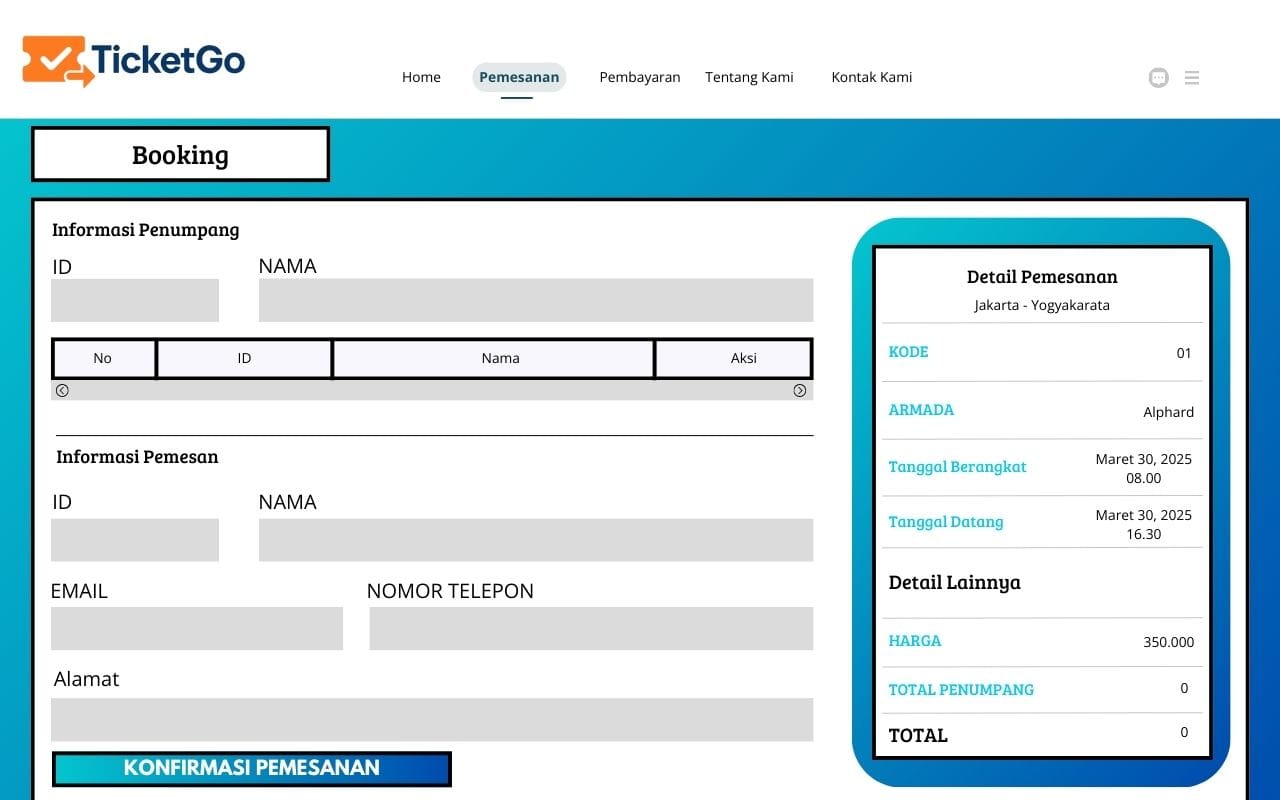 TicketGo
Home Pemesanan Pembayaran Tentang Kami Kontak Kami
Booking
Informasi Penumpang
ID NAMA
No ID Nama Aksi
Informasi Pemesan
ID NAMA
EMAIL NOMOR TELEPON
Alamat
KONFIRMASI PEMESANAN
Detail Pemesanan
Jakarta - Yogyakarata
KODE 01
ARMADA Alphard
Tanggal Berangkat Maret 30, 2025
08.00
Tanggal Datang Maret 30, 2025
16.30
Detail Lainnya
HARGA 350.000
TOTAL PENUMPANG 0
TOTAL 0